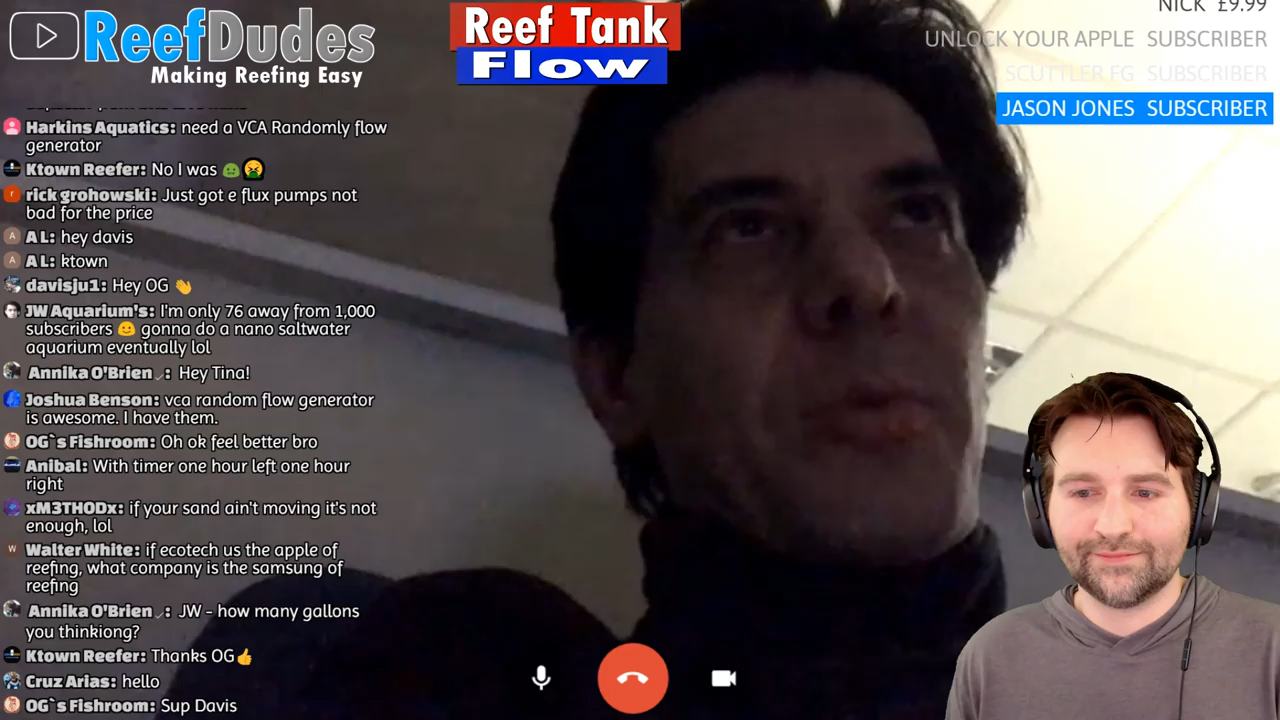 ReefDudes
Making Reefing Easy
Reef Tank
Flow
NICK £9.99
UNLOCK YOUR APPLE SUBSCRIBER
SCUTTLER FG SUBSCRIBER
JASON JONES SUBSCRIBER
Harkins Aquatics: need a VCA Randomly flow
generator
Ktown Reefer: No I was 🤢🤮
rick grohowski: Just got e flux pumps not
bad for the price
A L: hey davis
A L: ktown
davisju1: Hey OG 👋
JW Aquarium's: I'm only 76 away from 1,000
subscribers 🙂 gonna do a nano saltwater
aquarium eventually lol
Annika O'Brien : Hey Tina!
Joshua Benson: vca random flow generator
is awesome. I have them.
OG`s Fishroom: Oh ok feel better bro
Anibal: With timer one hour left one hour
right
xM3THODx: if your sand ain't moving it's not
enough, lol
Walter White: if ecotech us the apple of
reefing, what company is the samsung of
reefing
Annika O'Brien : JW - how many gallons
you thinkiong?
Ktown Reefer: Thanks OG👍
Cruz Arias: hello
OG`s Fishroom: Sup Davis